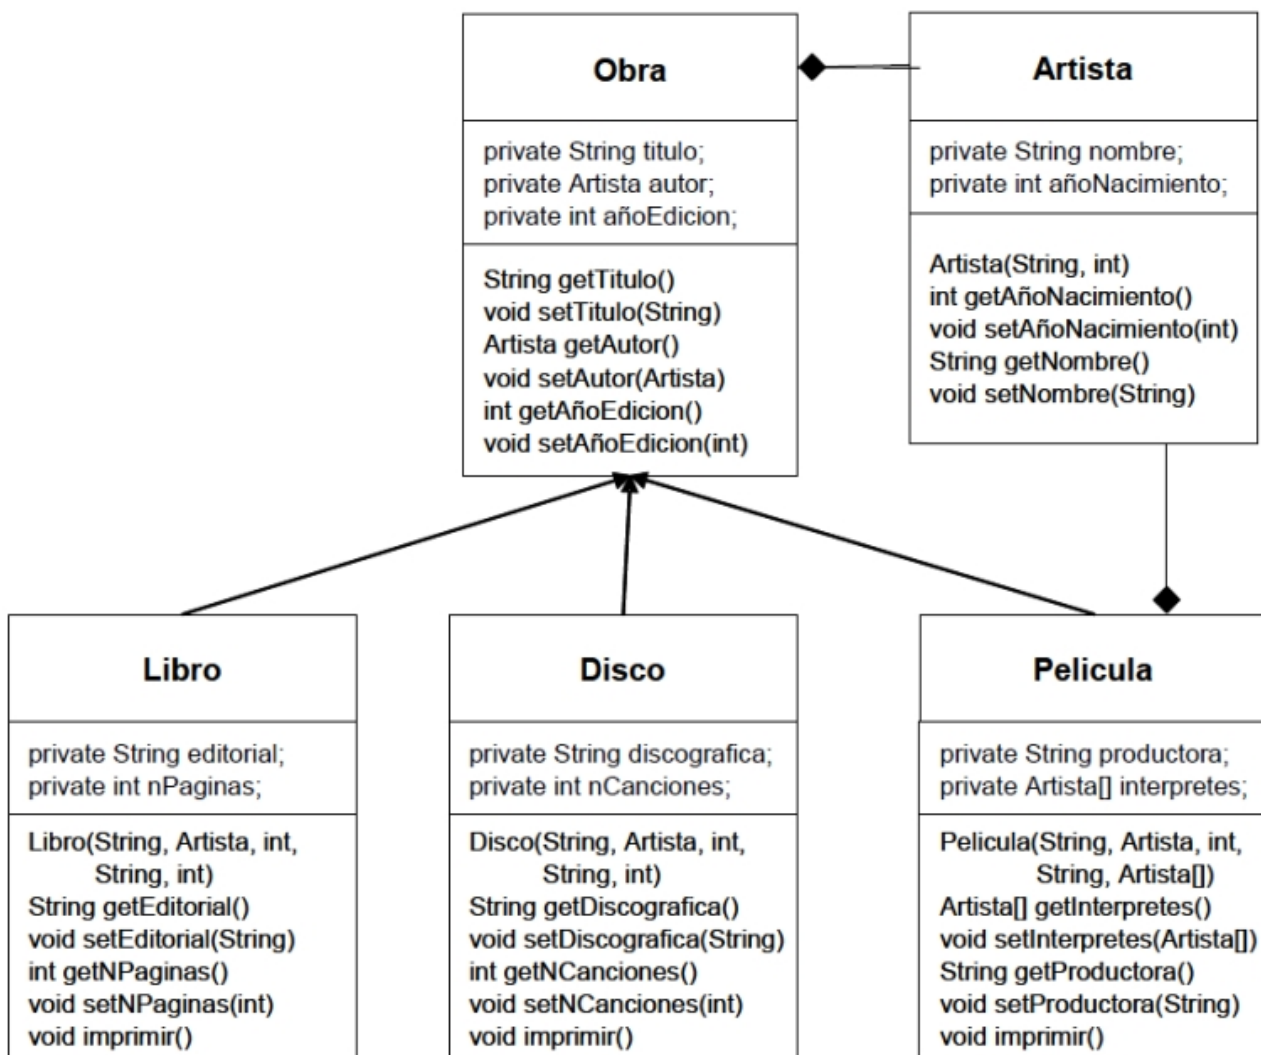 Obra
private String titulo;
private Artista autor;
private int añoEdicion;
String getTitulo()
void setTitulo(String)
Artista getAutor()
void setAutor(Artista)
int getAñoEdicion()
void setAñoEdicion(int)
Artista
private String nombre;
private int añoNacimiento;
Artista(String, int)
int getAñoNacimiento()
void setAñoNacimiento(int)
String getNombre()
void setNombre(String)
Libro
private String editorial;
private int nPaginas;
Libro(String, Artista, int,
String, int)
String getEditorial()
void setEditorial(String)
int getNPaginas()
void setNPaginas(int)
void imprimir()
Disco
private String discografica;
private int nCanciones;
Disco(String, Artista, int,
String, int)
String getDiscografica()
void setDiscografica(String)
int getNCanciones()
void setNCanciones(int)
void imprimir()
Pelicula
private String productora;
private Artista[] interpretes;
Pelicula(String, Artista, int,
String, Artista[])
Artista[] getInterpretes()
void setInterpretes(Artista[])
String getProductora()
void setProductora(String)
void imprimir()